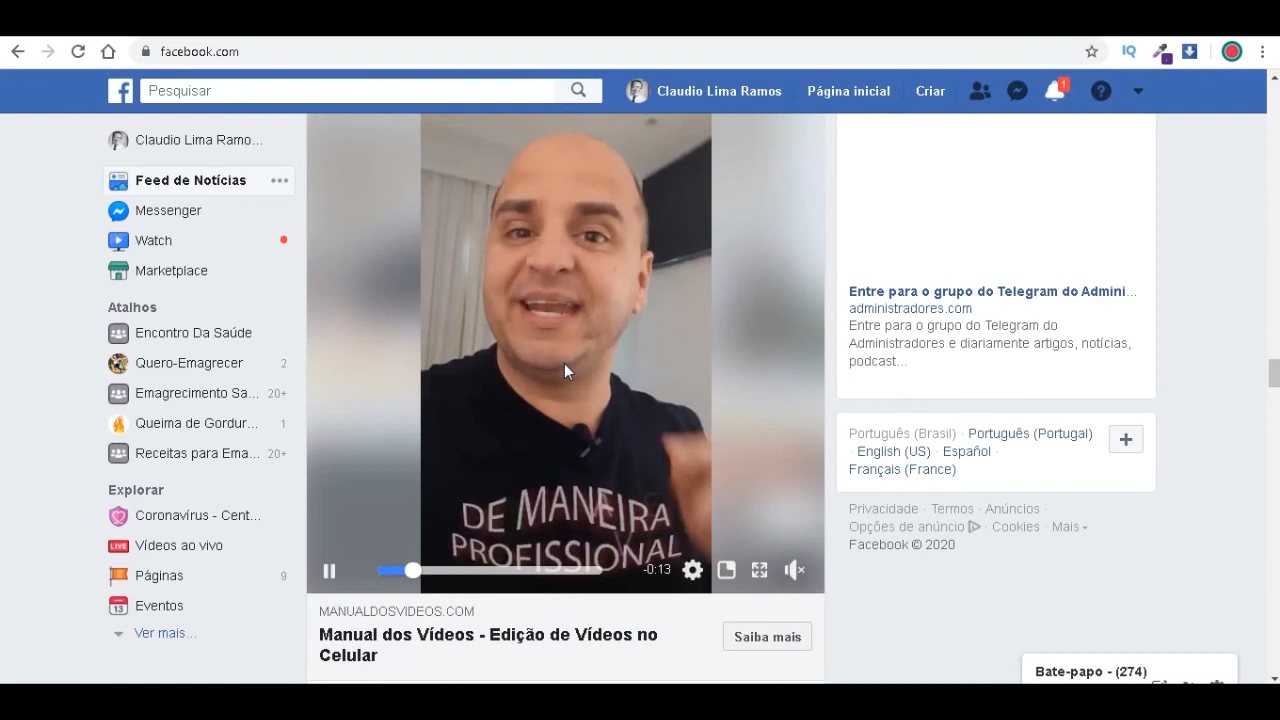 facebook.com
IQ
Pesquisar
Claudio Lima Ramos
Página inicial
Criar
1
Claudio Lima Ramo...
Feed de Notícias
Messenger
Watch
Marketplace
Atalhos
Encontro Da Saúde
Quero-Emagrecer 2
Emagrecimento Sa... 20+
Queima de Gordur... 1
Receitas para Ema... 20+
Explorar
Coronavírus - Cent...
LIVE Vídeos ao vivo
Páginas 9
13 Eventos
Ver mais...
DE MANEIRA
PROFISSIONAL
-0:13
MANUALDOSVIDEOS.COM
Manual dos Vídeos - Edição de Vídeos no
Celular
Saiba mais
Entre para o grupo do Telegram do Admini...
administradores.com
Entre para o grupo do Telegram do
Administradores e diariamente artigos, notícias,
podcast...
Português (Brasil) · Português (Portugal)
· English (US) · Español ·
Français (France)
Privacidade · Termos · Anúncios ·
Opções de anúncio · Cookies · Mais
Facebook © 2020
Bate-papo - (274)